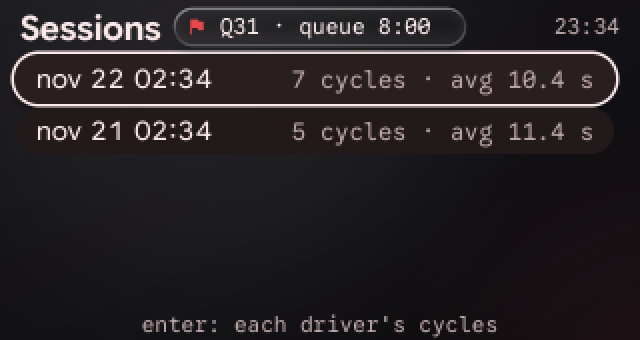 Sessions Q31 · queue 8:00 23:34
nov 22 02:34 7 cycles · avg 10.4 s
nov 21 02:34 5 cycles · avg 11.4 s
enter: each driver's cycles